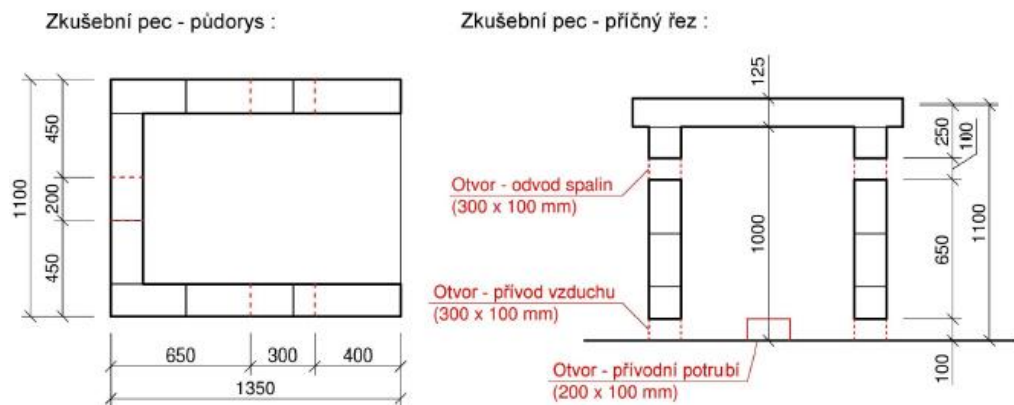 Zkušební pec - půdorys :
Zkušební pec - příčný řez :
1100
450
200
450
650
300
400
1350
125
250
100
1000
650
1100
100
Otvor - odvod spalin
(300 x 100 mm)
Otvor - přívod vzduchu
(300 x 100 mm)
Otvor - přívodní potrubí
(200 x 100 mm)